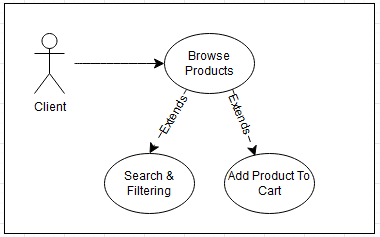 Browse
Products
Client
Extends
Extends
Search &
Filtering
Add Product To
Cart